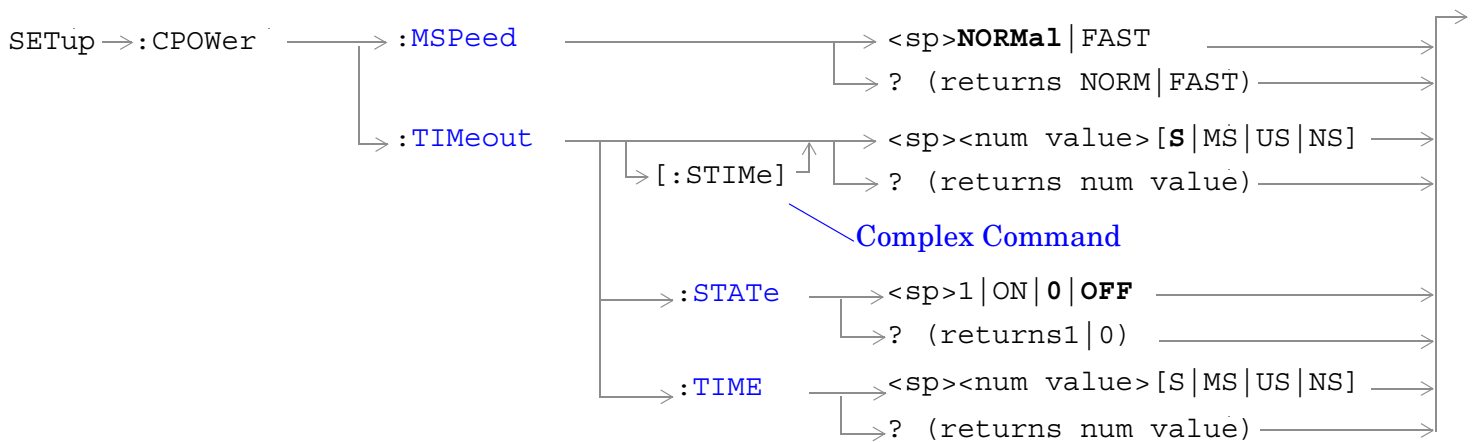 SETup :CPOWer :MSPeed <sp>NORMal|FAST
? (returns NORM|FAST)
:TIMeout <sp><num value>[S|MS|US|NS]
[:STIMe] ? (returns num value)
Complex Command
:STATe <sp>1|ON|0|OFF
? (returns1|0)
:TIME <sp><num value>[S|MS|US|NS]
? (returns num value)